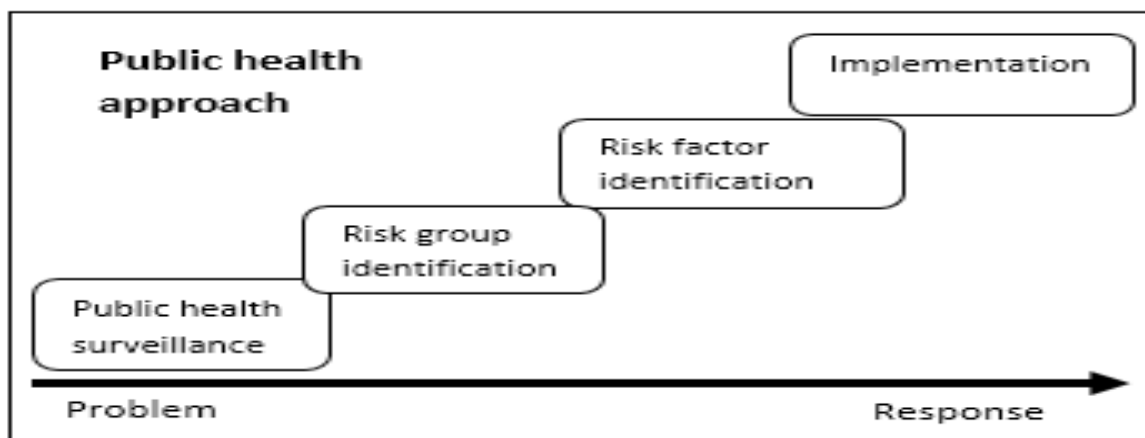 Public health
approach
Implementation
Risk factor
identification
Risk group
identification
Public health
surveillance
Problem
Response